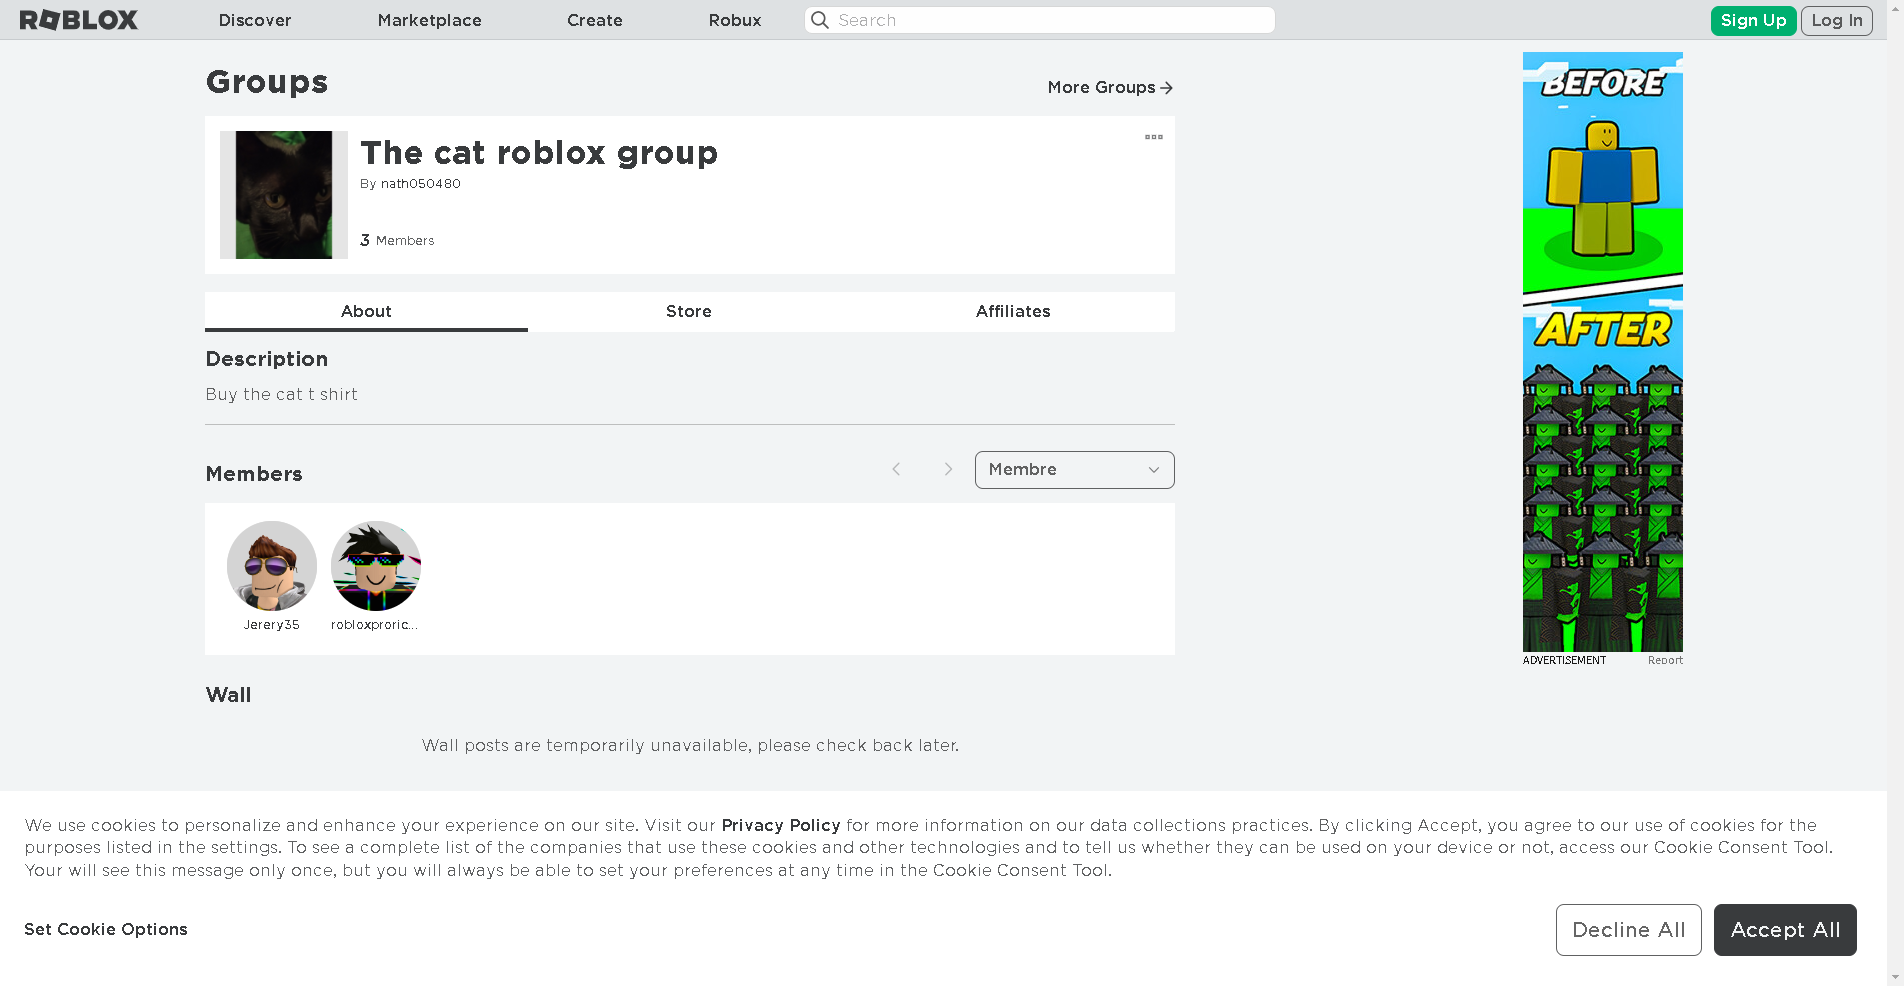 ROBLOX
Discover
Marketplace
Create
Robux
Search
Sign Up
Log In
Groups
More Groups
The cat roblox group
By nath050480
3 Members
About
Store
Affiliates
Description
Buy the cat t shirt
Members
Membre
Jerery35
robloxproric...
Wall
Wall posts are temporarily unavailable, please check back later.
BEFORE
AFTER
ADVERTISEMENT
Report
We use cookies to personalize and enhance your experience on our site. Visit our Privacy Policy for more information on our data collections practices. By clicking Accept, you agree to our use of cookies for the
purposes listed in the settings. To see a complete list of the companies that use these cookies and other technologies and to tell us whether they can be used on your device or not, access our Cookie Consent Tool.
Your will see this message only once, but you will always be able to set your preferences at any time in the Cookie Consent Tool.
Set Cookie Options
Decline All
Accept All